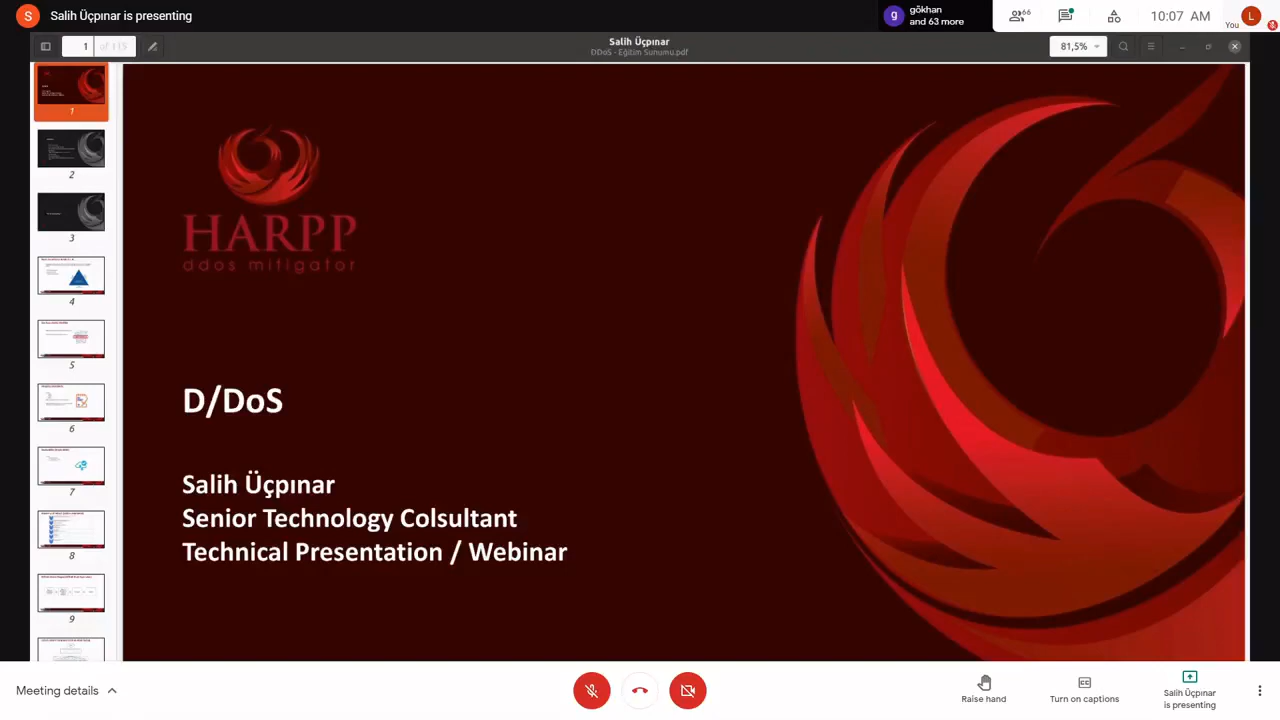 S Salih Üçpınar is presenting
g gökhan
and 63 more
66
10:07 AM
You
L
1 of 115
Salih Üçpınar
DDoS - Eğitim Sunumu.pdf
81,5%
1
2
3
4
5
6
7
8
9
HARPP
ddos mitigator
D/DoS
Salih Üçpınar
Senior Technology Colsultant
Technical Presentation / Webinar
Meeting details
Raise hand
CC
Turn on captions
Salih Üçpınar
is presenting